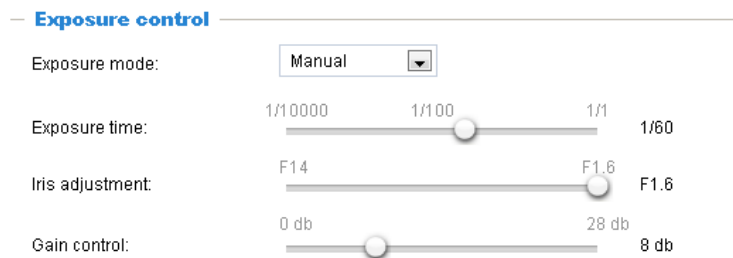 Exposure control
Exposure mode: Manual
1/10000 1/100 1/1
Exposure time: 1/60
F14 F1.6
Iris adjustment: F1.6
0 db 28 db
Gain control: 8 db